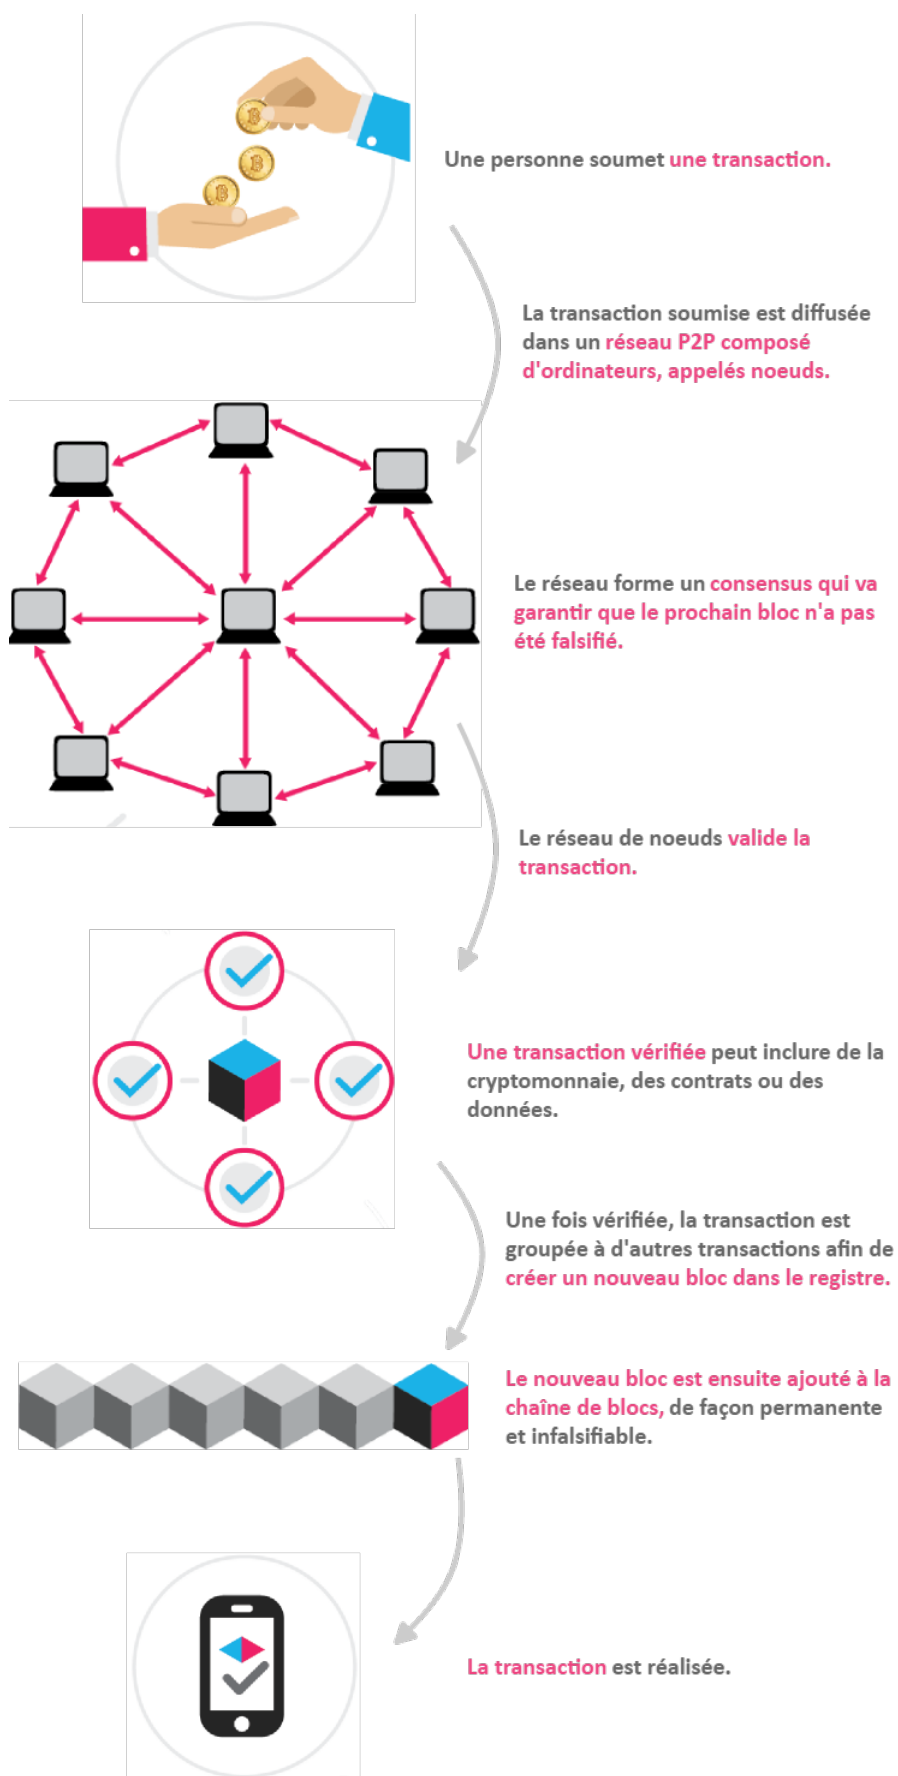 Une personne soumet une transaction.
La transaction soumise est diffusée
dans un réseau P2P composé
d'ordinateurs, appelés noeuds.
Le réseau forme un consensus qui va
garantir que le prochain bloc n'a pas
été falsifié.
Le réseau de noeuds valide la
transaction.
Une transaction vérifiée peut inclure de la
cryptomonnaie, des contrats ou des
données.
Une fois vérifiée, la transaction est
groupée à d'autres transactions afin de
créer un nouveau bloc dans le registre.
Le nouveau bloc est ensuite ajouté à la
chaîne de blocs, de façon permanente
et infalsifiable.
La transaction est réalisée.